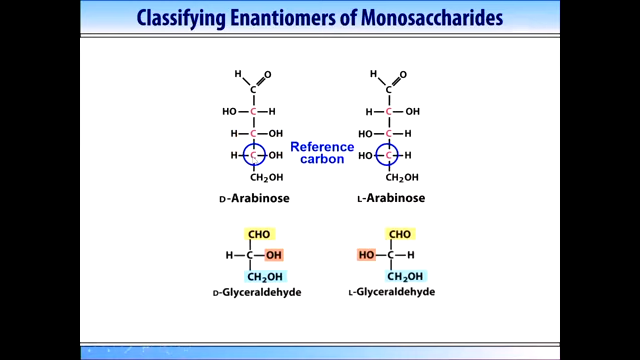 Classifying Enantiomers of Monosaccharides
H O H O
C C
HO—C—H H—C—OH
H—C—OH HO—C—H
Reference
carbon
H—C—OH HO—C—H
CH₂OH CH₂OH
D-Arabinose L-Arabinose
CHO CHO
H—C—OH HO—C—H
CH₂OH CH₂OH
D-Glyceraldehyde L-Glyceraldehyde